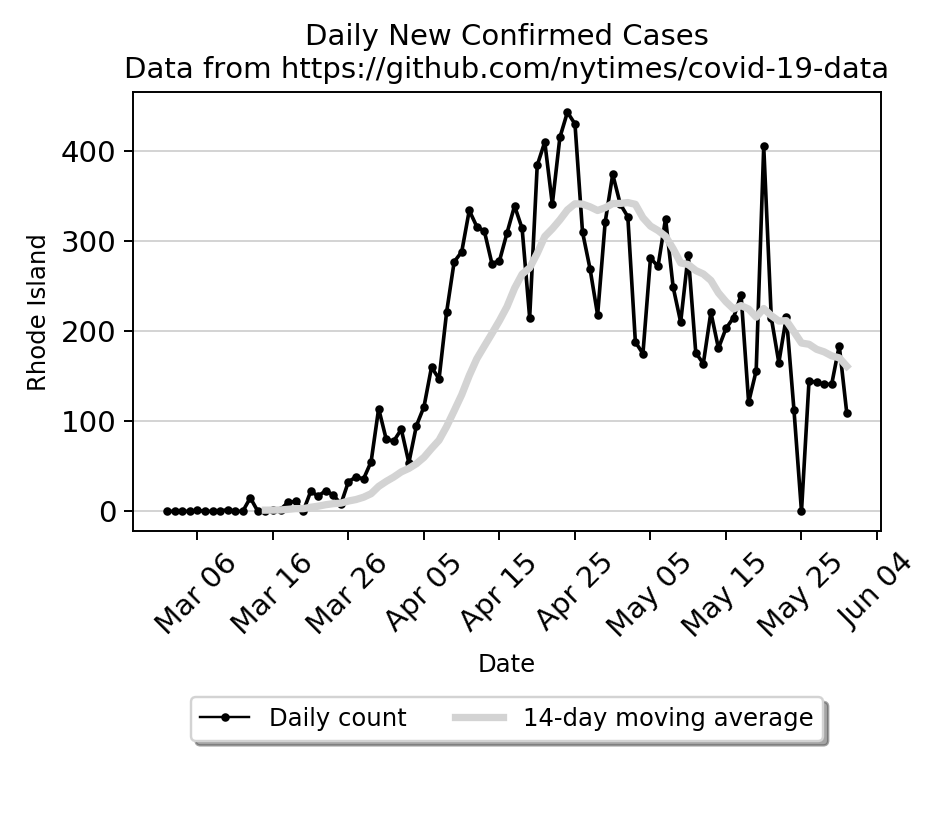 Daily New Confirmed Cases
Data from https://github.com/nytimes/covid-19-data
Rhode Island
400
300
200
100
0
Mar 06
Mar 16
Mar 26
Apr 05
Apr 15
Apr 25
May 05
May 15
May 25
Jun 04
Date
Daily count
14-day moving average